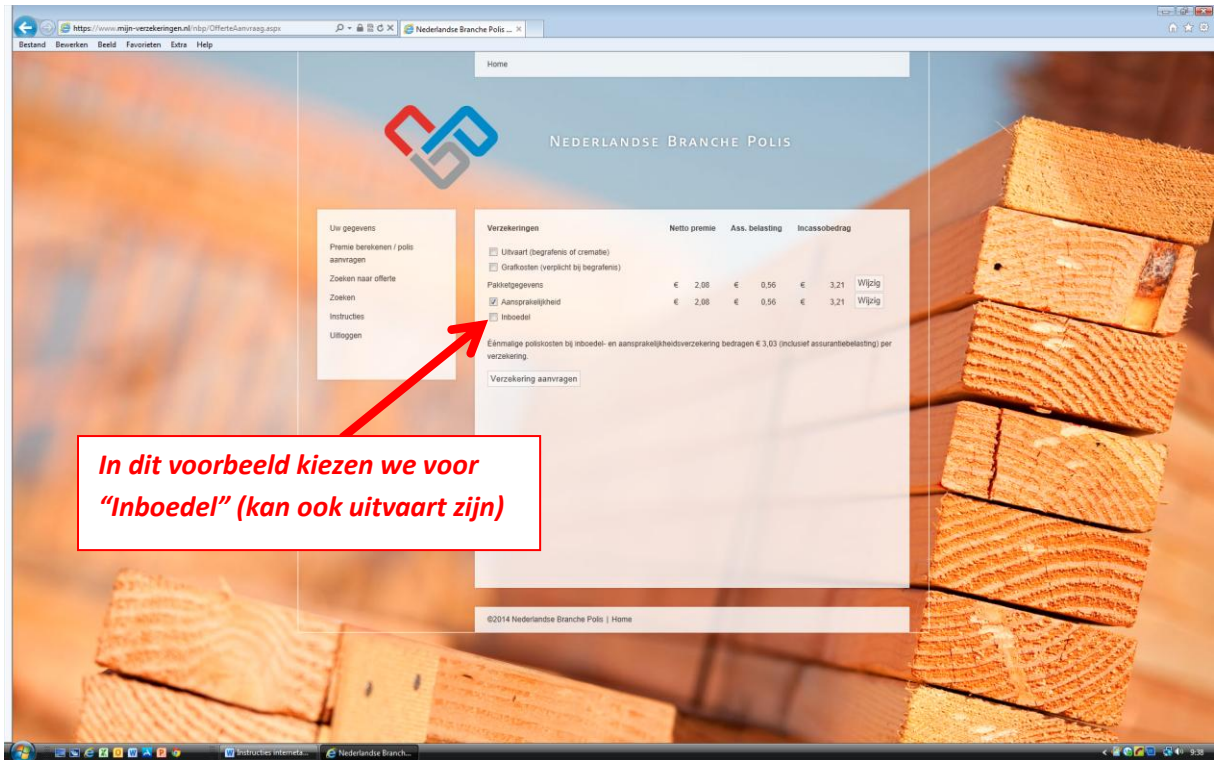 https://www.mijn-verzekeringen.nl/nbp/OfferteAanvraag.aspx
Nederlandse Branche Polis ...
Bestand Bewerken Beeld Favorieten Extra Help
Home
NEDERLANDSE BRANCHE POLIS
Uw gegevens
Premie berekenen / polis
aanvragen
Zoeken naar offerte
Zoeken
Instructies
Uitloggen
Verzekeringen Netto premie Ass. belasting Incassobedrag
Uitvaart (begrafenis of crematie)
Grafkosten (verplicht bij begrafenis)
Pakketgegevens € 2,08 € 0,56 € 3,21 Wijzig
Aansprakelijkheid € 2,08 € 0,56 € 3,21 Wijzig
Inboedel
Éénmalige poliskosten bij inboedel- en aansprakelijkheidsverzekering bedragen € 3,03 (inclusief assurantiebelasting) per
verzekering.
Verzekering aanvragen
In dit voorbeeld kiezen we voor
“Inboedel” (kan ook uitvaart zijn)
©2014 Nederlandse Branche Polis | Home
Instructies interneta... Nederlandse Branch... 9:38